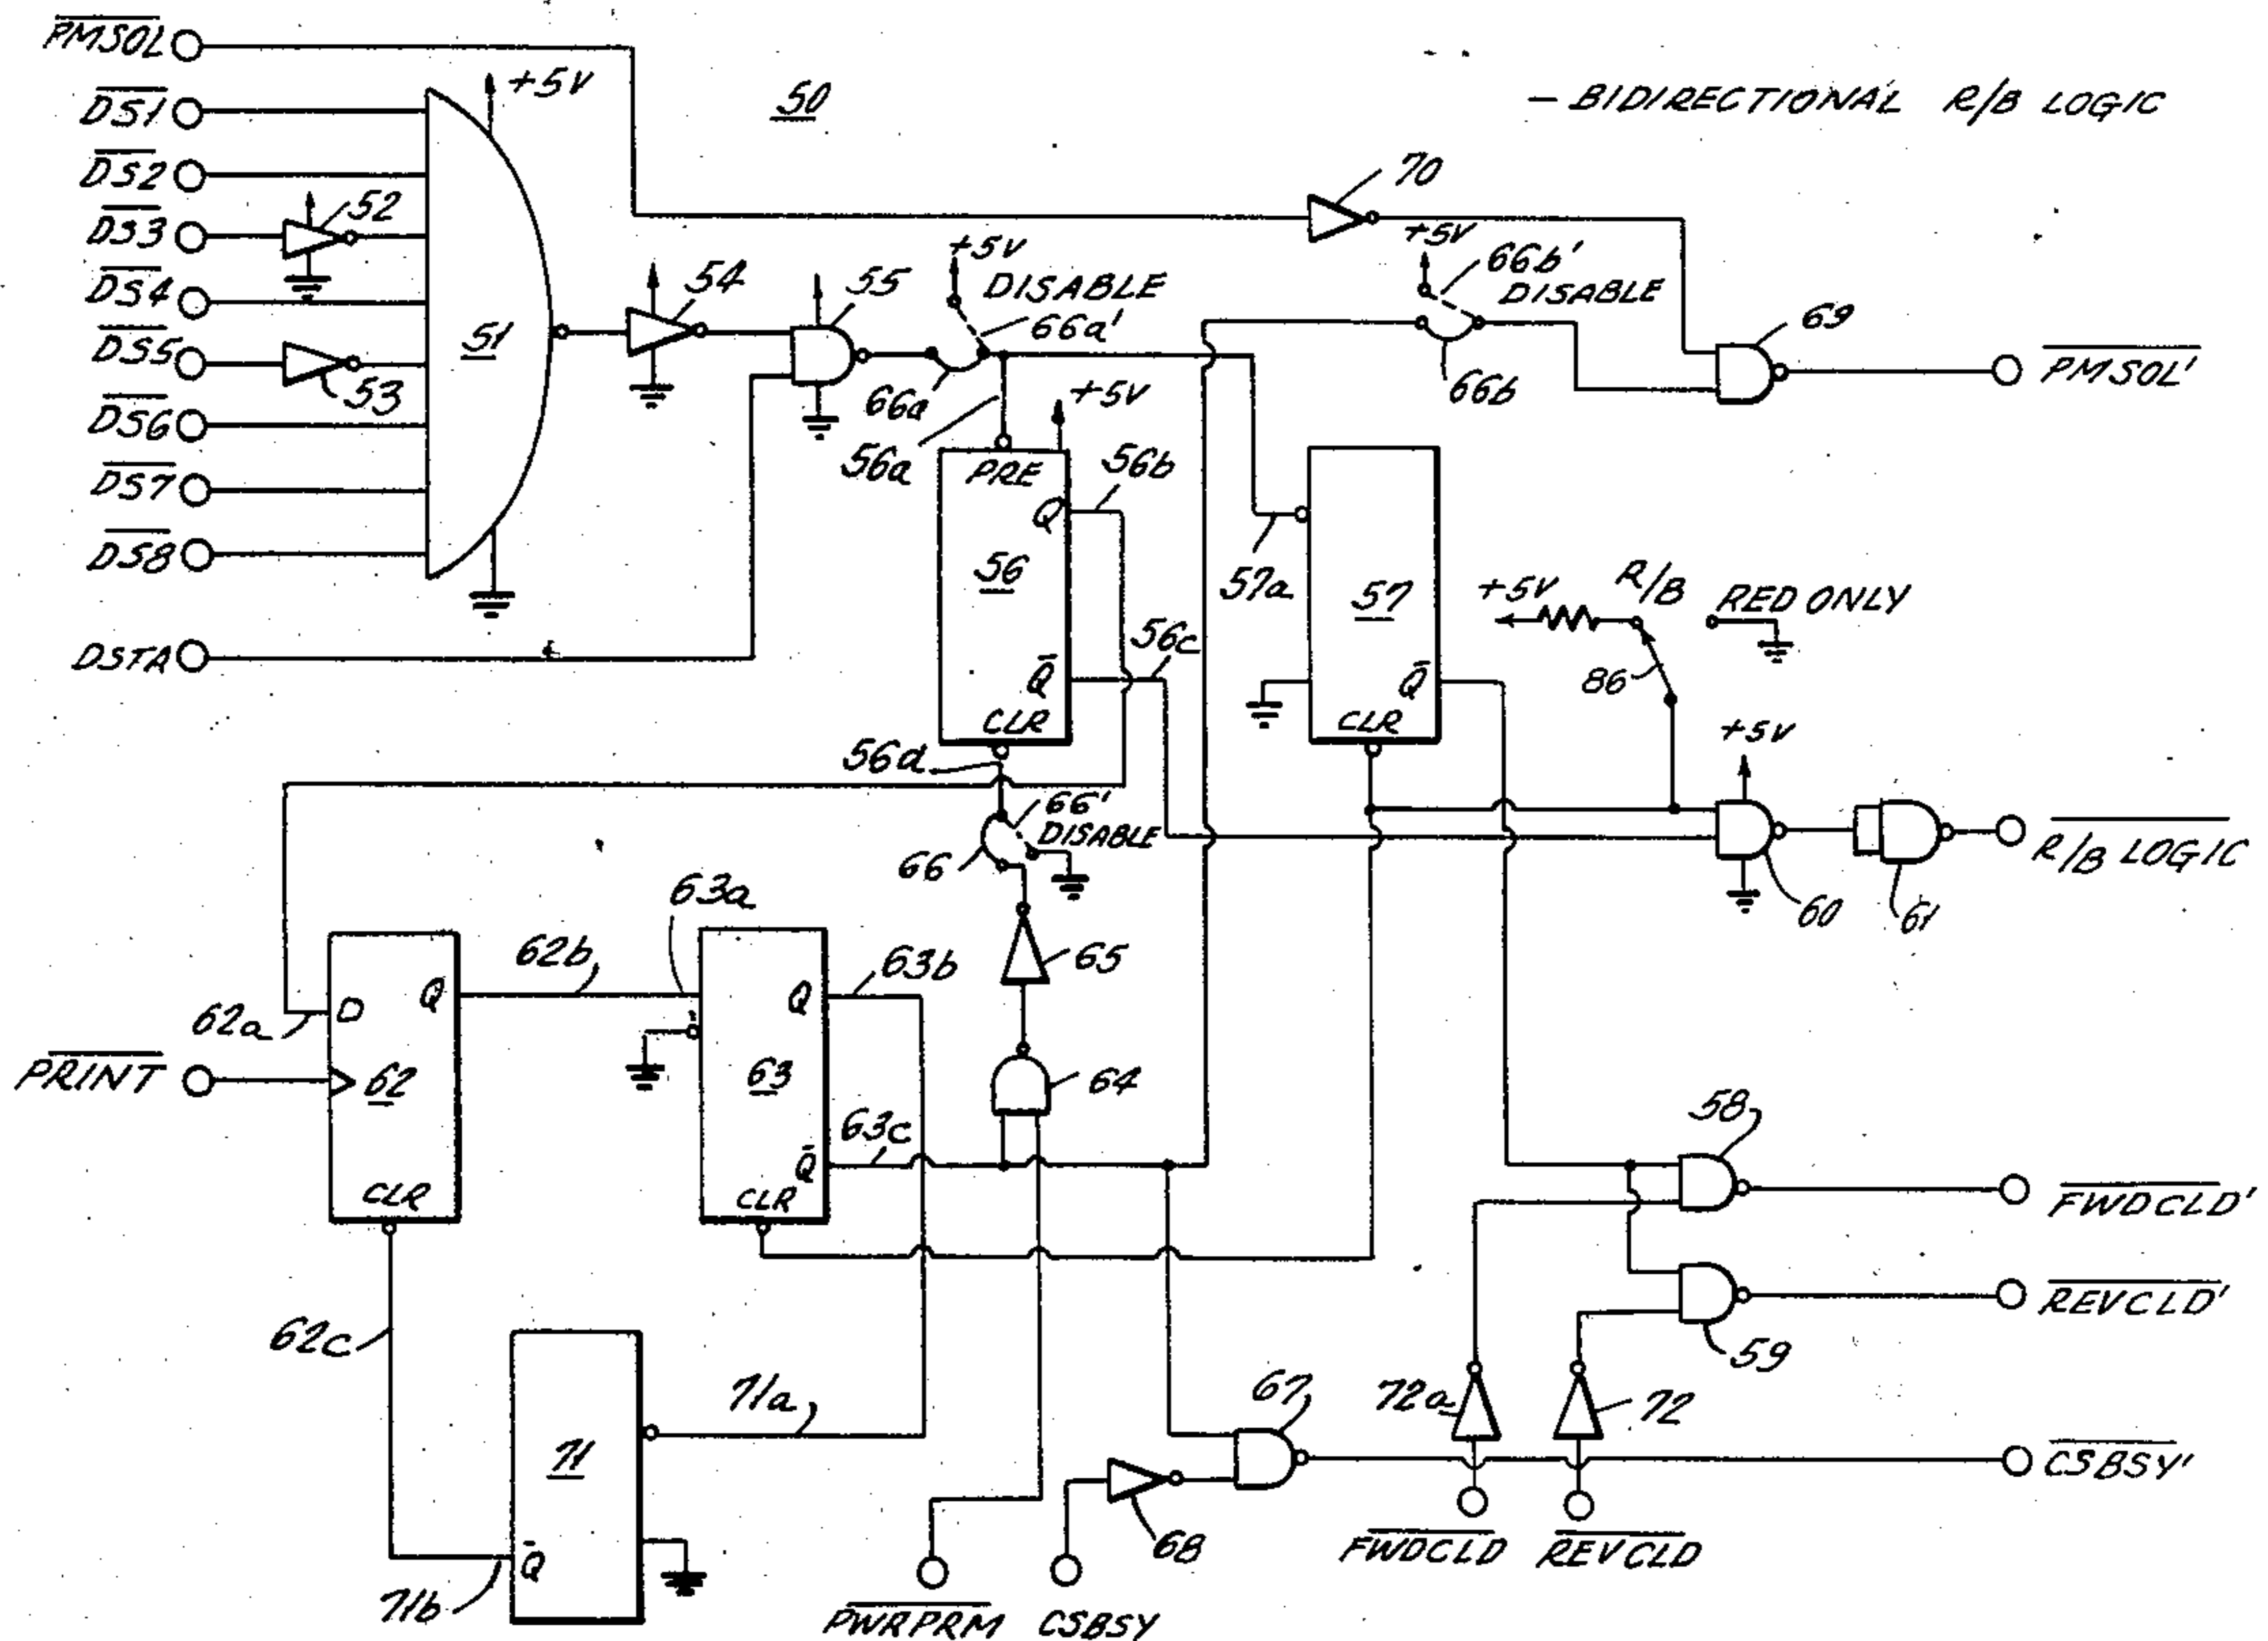 PMSOL
DS1
DS2
DS3
DS4
DS5
DS6
DS7
DS8
DSTA
+5V
50
— BIDIRECTIONAL R/B LOGIC
52
53
51
54
55
+5V
DISABLE
66a'
66a
56a
+5V
PRE
Q
56
Q̄
CLR
56b
56c
56d
70
+5V
66b'
DISABLE
66b
69
PMSOL'
57a
57
Q̄
CLR
+5V
R/B
RED ONLY
86
+5V
60
61
R/B LOGIC
66'
DISABLE
66
65
64
62a
D
Q
62
CLR
PRINT
62b
63a
Q
63
Q̄
CLR
63b
63c
62c
71
Q̄
71a
71b
58
FWDCLD'
REVCLD'
59
67
72a
72
CSBSY'
68
PWRPRM
CSBSY
FWDCLD
REVCLD